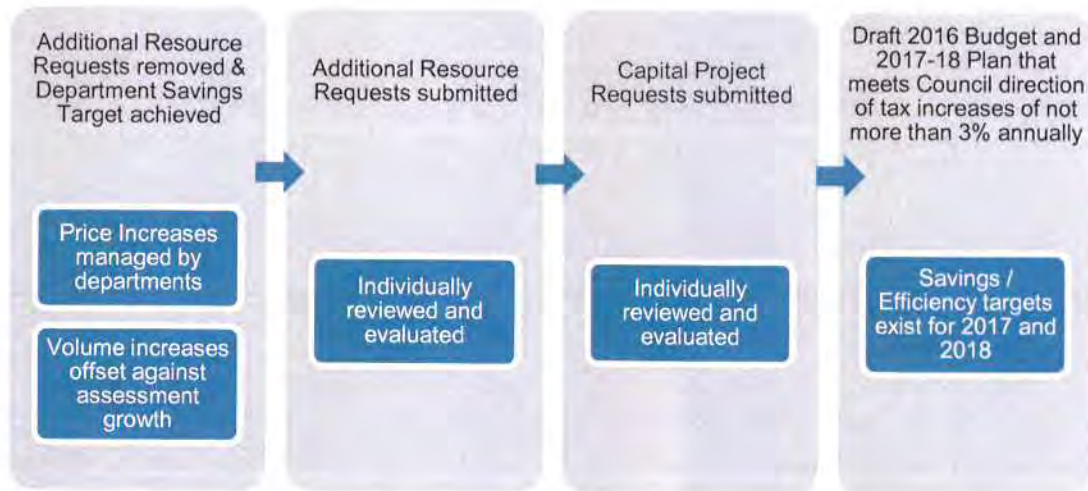 Additional Resource
Requests removed &
Department Savings
Target achieved
Price Increases
managed by
departments
Volume increases
offset against
assessment
growth
Additional Resource
Requests submitted
Individually
reviewed and
evaluated
Capital Project
Requests submitted
Individually
reviewed and
evaluated
Draft 2016 Budget and
2017-18 Plan that
meets Council direction
of tax increases of not
more than 3% annually
Savings /
Efficiency targets
exist for 2017 and
2018